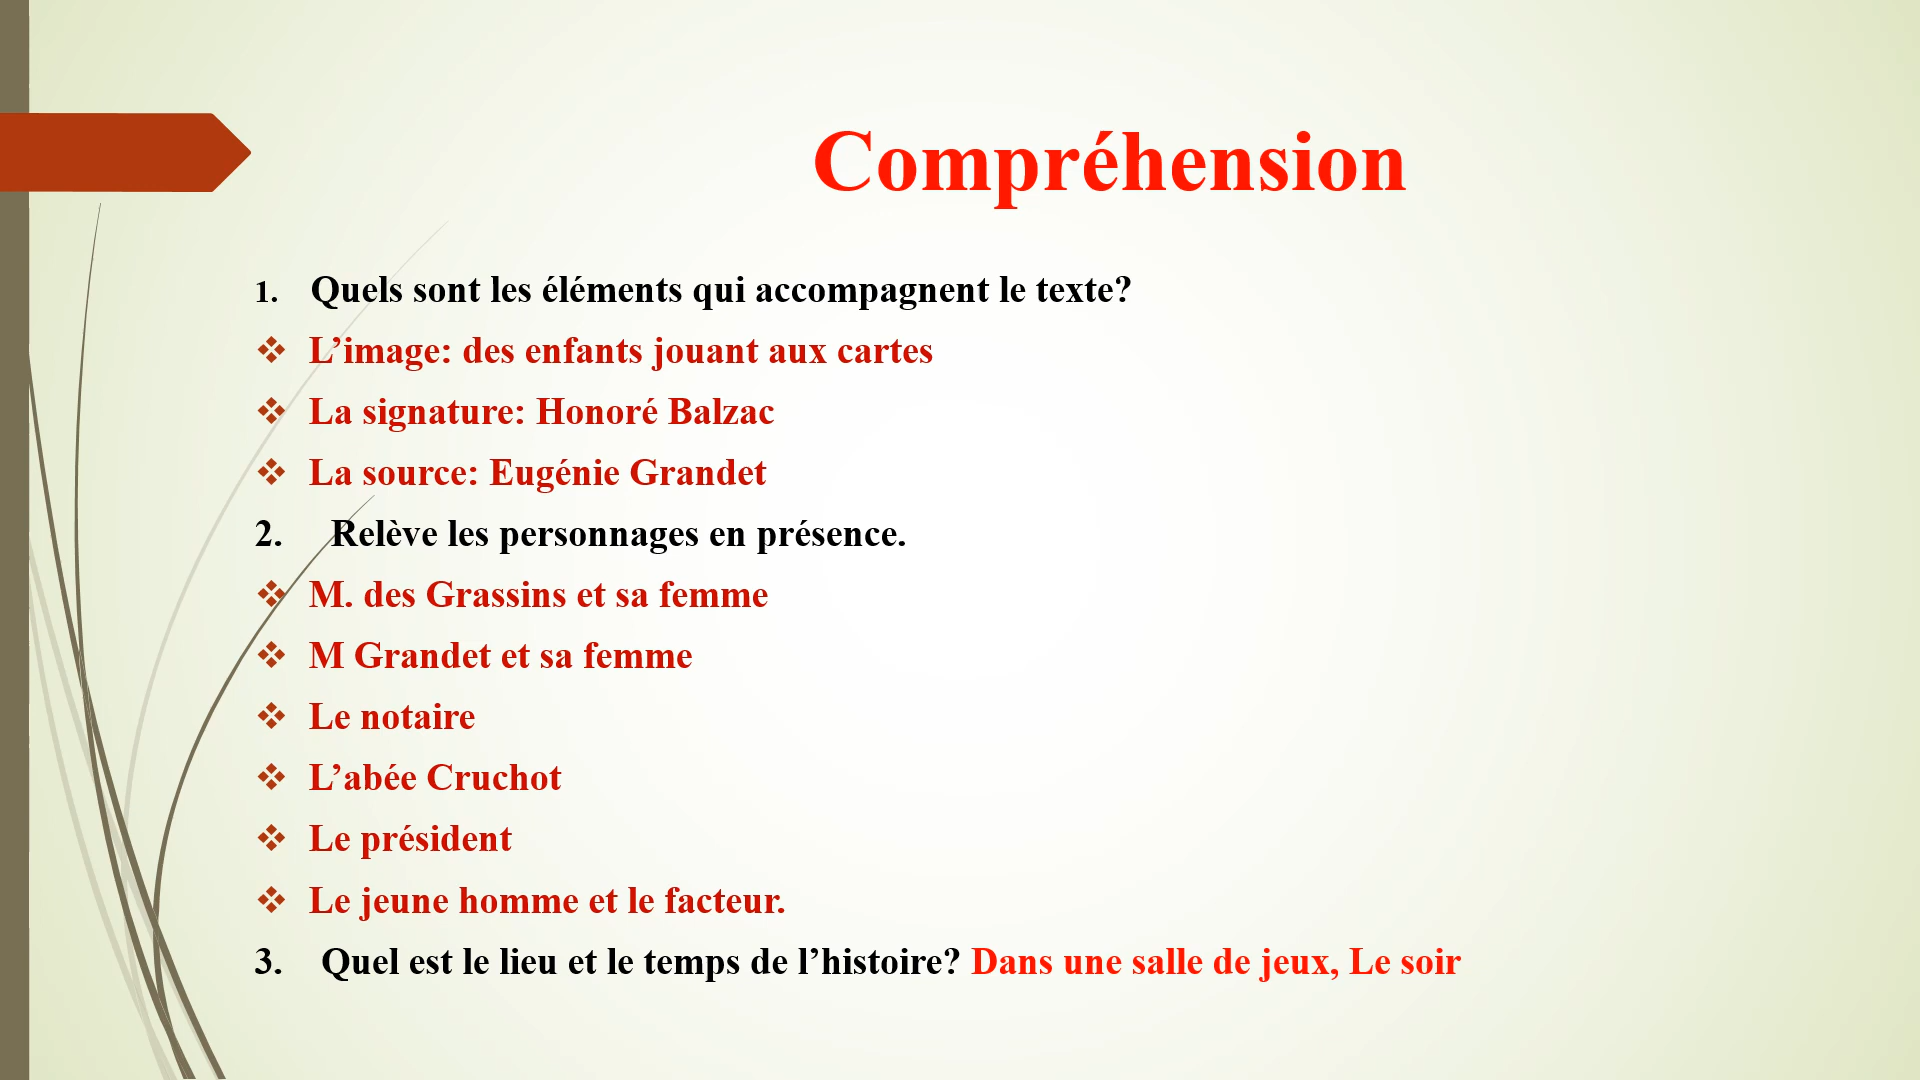 Compréhension
1. Quels sont les éléments qui accompagnent le texte?
❖ L’image: des enfants jouant aux cartes
❖ La signature: Honoré Balzac
❖ La source: Eugénie Grandet
2. Relève les personnages en présence.
❖ M. des Grassins et sa femme
❖ M Grandet et sa femme
❖ Le notaire
❖ L’abée Cruchot
❖ Le président
❖ Le jeune homme et le facteur.
3. Quel est le lieu et le temps de l’histoire? Dans une salle de jeux, Le soir